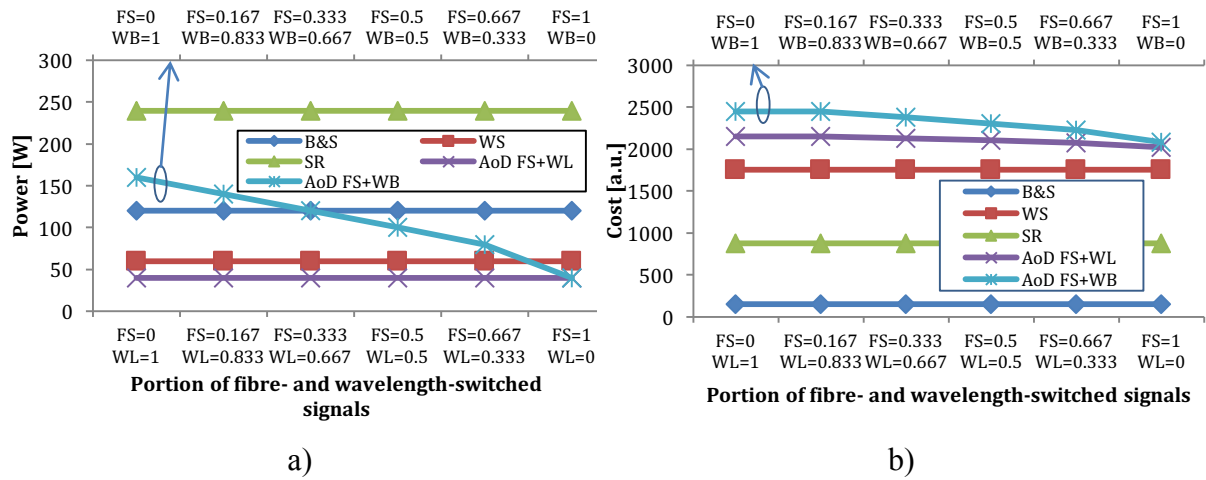 FS=0 FS=0.167 FS=0.333 FS=0.5 FS=0.667 FS=1
WB=1 WB=0.833 WB=0.667 WB=0.5 WB=0.333 WB=0
300
250
200
150
100
50
0
Power [W]
B&S WS
SR AoD FS+WL
AoD FS+WB
FS=0 FS=0.167 FS=0.333 FS=0.5 FS=0.667 FS=1
WL=1 WL=0.833 WL=0.667 WL=0.5 WL=0.333 WL=0
Portion of fibre- and wavelength-switched
signals
a)
FS=0 FS=0.167 FS=0.333 FS=0.5 FS=0.667 FS=1
WB=1 WB=0.833 WB=0.667 WB=0.5 WB=0.333 WB=0
3000
2500
2000
1500
1000
500
0
Cost [a.u.]
B&S
WS
SR
AoD FS+WL
AoD FS+WB
FS=0 FS=0.167 FS=0.333 FS=0.5 FS=0.667 FS=1
WL=1 WL=0.833 WL=0.667 WL=0.5 WL=0.333 WL=0
Portion of fibre- and wavelength-switched signals
b)